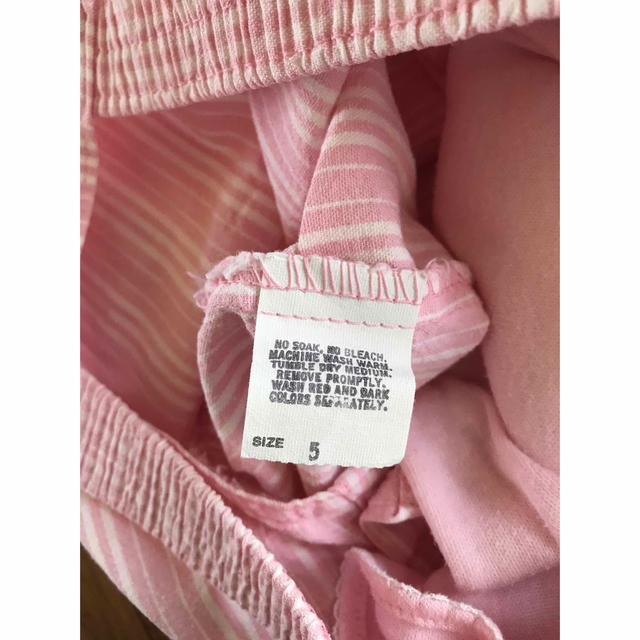 NO SOAK, NO BLEACH.
MACHINE WASH WARM.
TUMBLE DRY MEDIUM.
REMOVE PROMPTLY.
WASH RED AND DARK
COLORS SEPARATELY.
SIZE 5